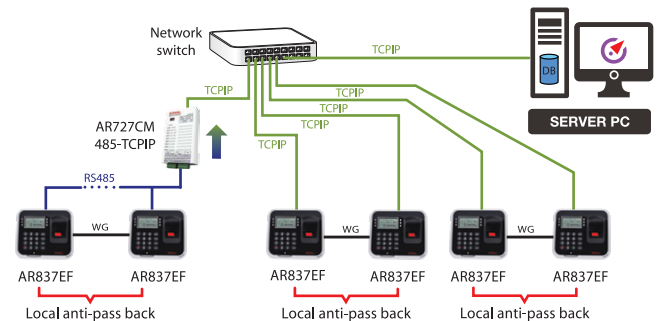 Network
switch
TCPIP
DB
SERVER PC
TCPIP
TCPIP
TCPIP
TCPIP
TCPIP
AR727CM
485-TCPIP
RS485
WG
WG
WG
AR837EF
AR837EF
AR837EF
AR837EF
AR837EF
AR837EF
Local anti-pass back
Local anti-pass back
Local anti-pass back